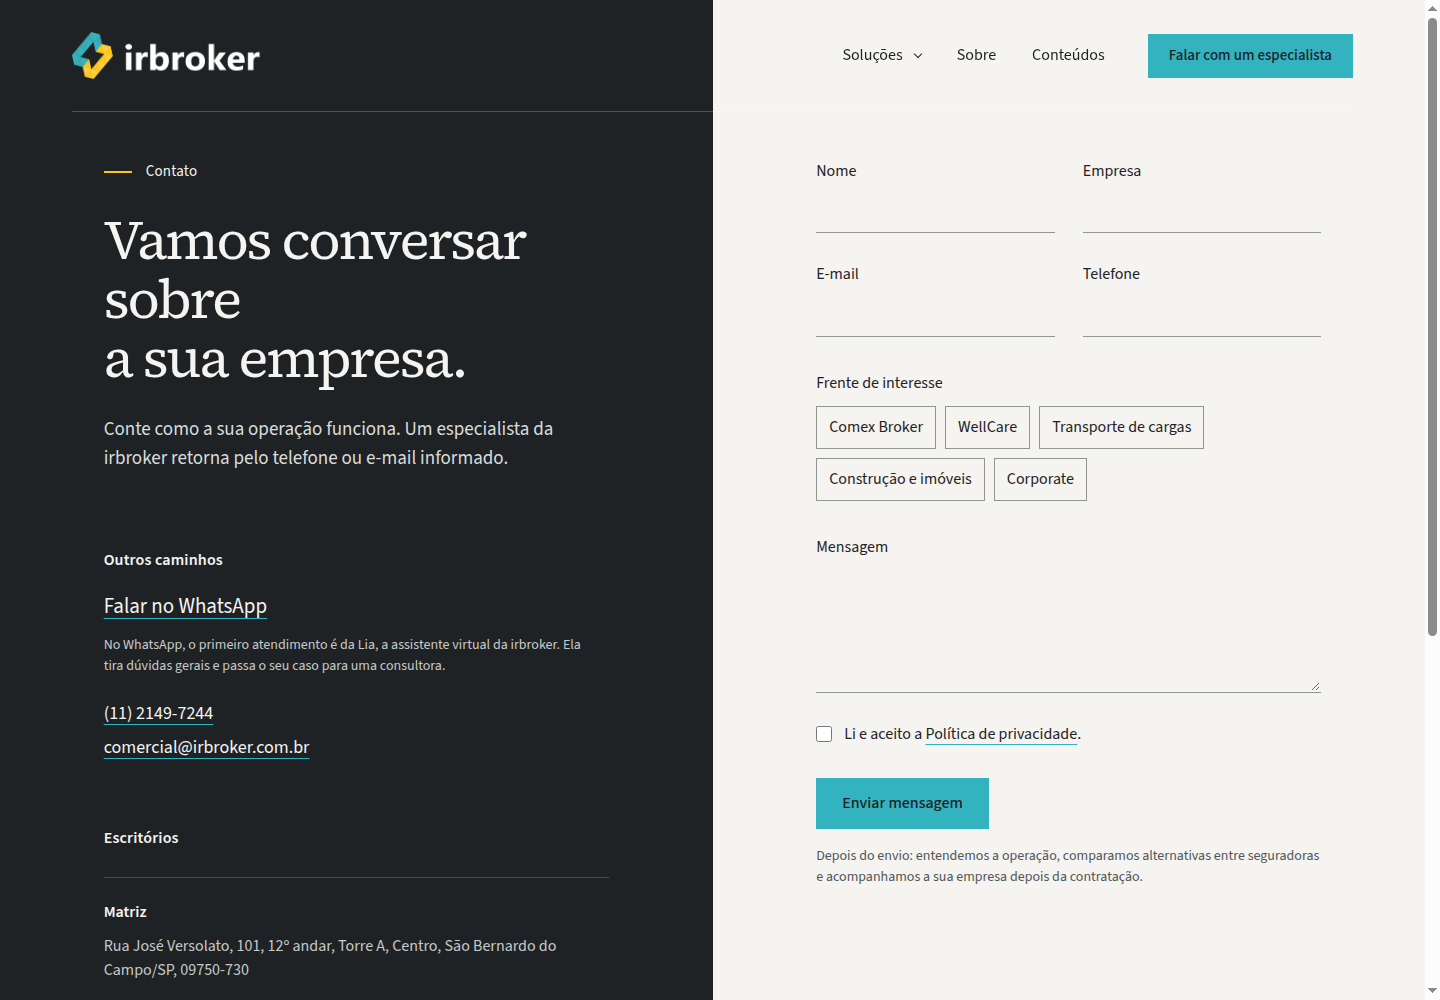 irbroker
Soluções
Sobre
Conteúdos
Falar com um especialista
Contato
Vamos conversar
sobre
a sua empresa.
Conte como a sua operação funciona. Um especialista da
irbroker retorna pelo telefone ou e-mail informado.
Outros caminhos
Falar no WhatsApp
No WhatsApp, o primeiro atendimento é da Lia, a assistente virtual da irbroker. Ela
tira dúvidas gerais e passa o seu caso para uma consultora.
(11) 2149-7244
comercial@irbroker.com.br
Escritórios
Matriz
Rua José Versolato, 101, 12º andar, Torre A, Centro, São Bernardo do
Campo/SP, 09750-730
Nome
Empresa
E-mail
Telefone
Frente de interesse
Comex Broker
WellCare
Transporte de cargas
Construção e imóveis
Corporate
Mensagem
Li e aceito a Política de privacidade.
Enviar mensagem
Depois do envio: entendemos a operação, comparamos alternativas entre seguradoras
e acompanhamos a sua empresa depois da contratação.